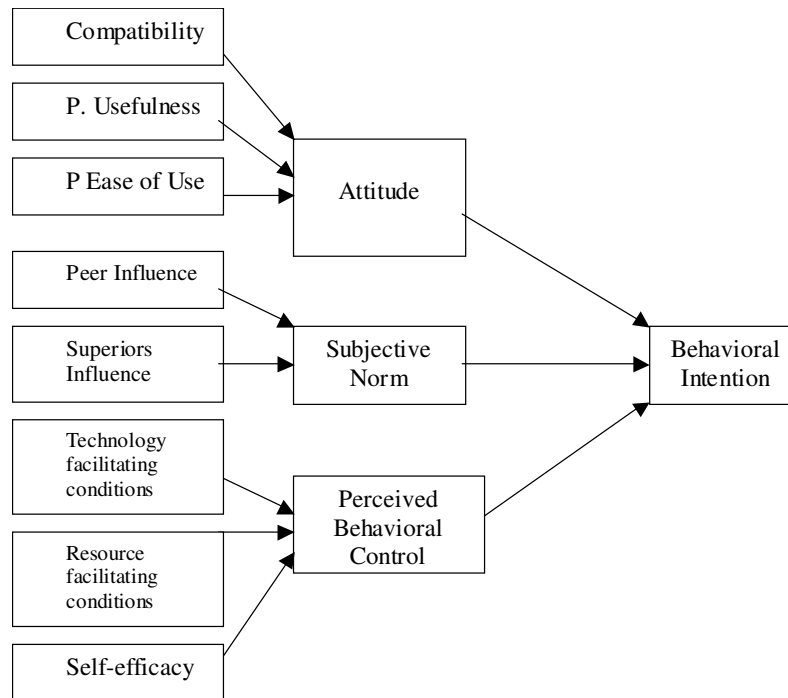 Compatibility
P. Usefulness
P Ease of Use
Attitude
Peer Influence
Superiors
Influence
Subjective
Norm
Behavioral
Intention
Technology
facilitating
conditions
Resource
facilitating
conditions
Self-efficacy
Perceived
Behavioral
Control